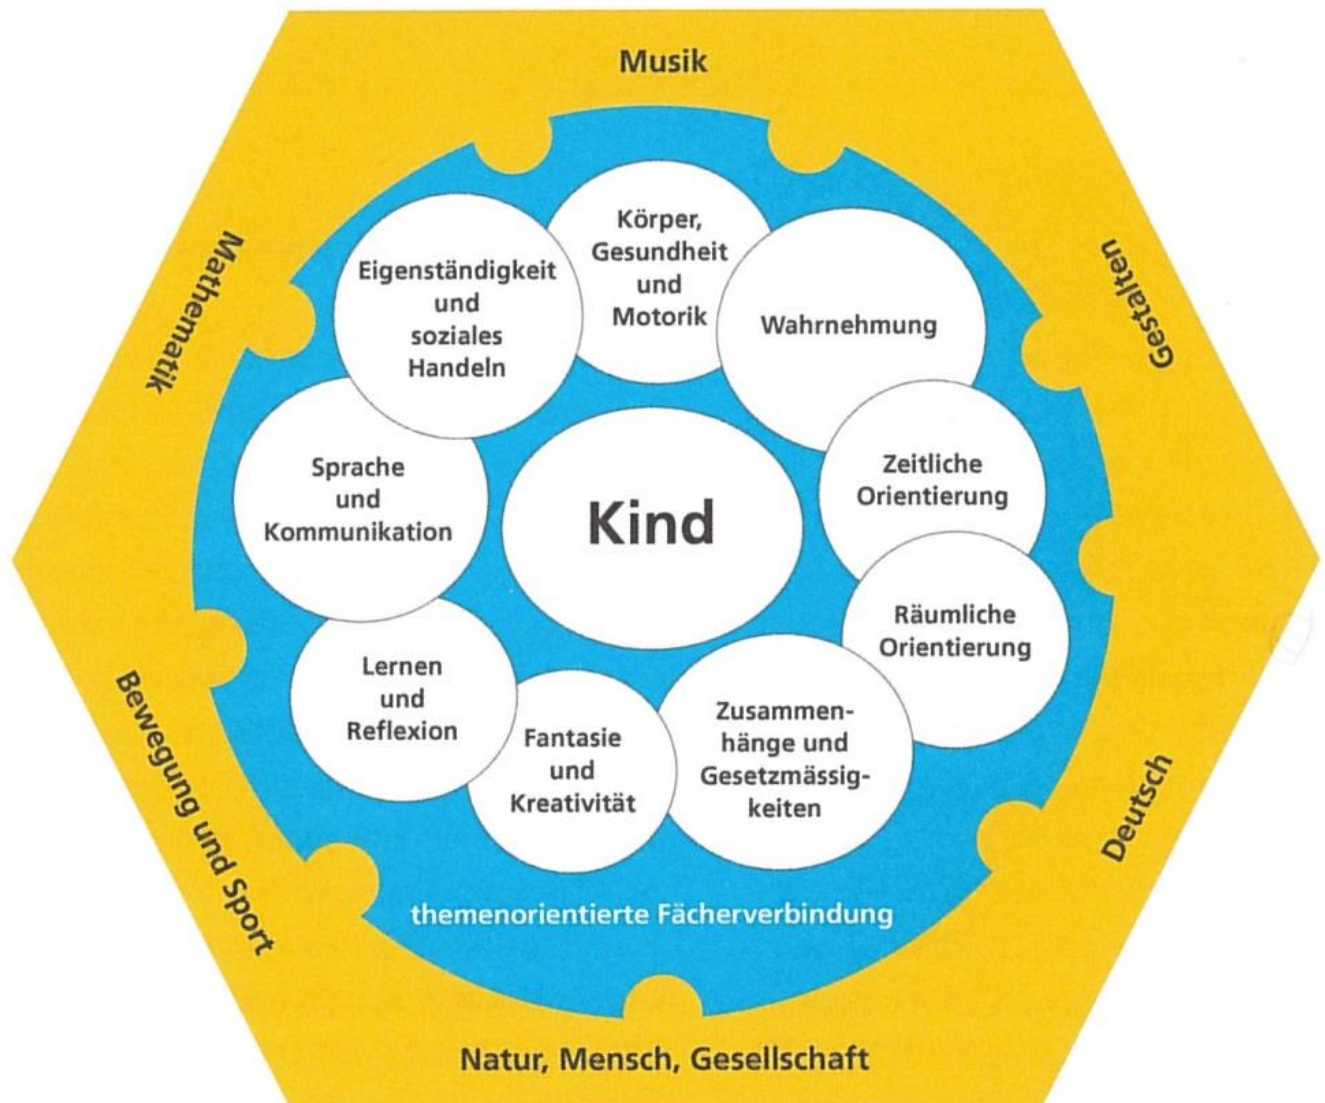 Musik
Mathematik
Gestalten
Körper,
Gesundheit
und
Motorik
Eigenständigkeit
und
soziales
Handeln
Wahrnehmung
Sprache
und
Kommunikation
Kind
Zeitliche
Orientierung
Räumliche
Orientierung
Lernen
und
Reflexion
Fantasie
und
Kreativität
Zusammen-
hänge und
Gesetzmässig-
keiten
Bewegung und Sport
Deutsch
themenorientierte Fächerverbindung
Natur, Mensch, Gesellschaft